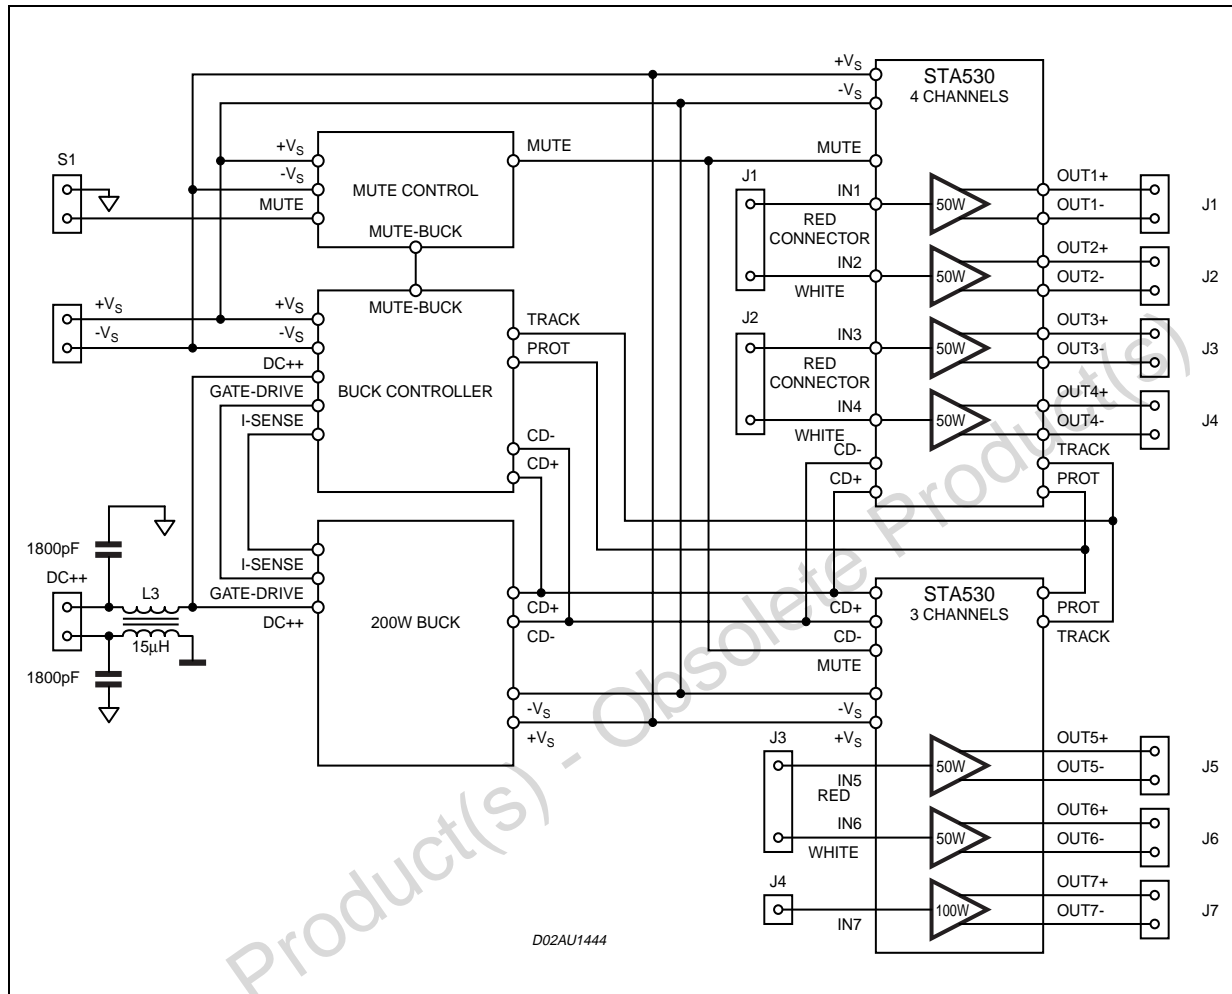 +VS
-VS
STA530
4 CHANNELS
S1
+VS
-VS
MUTE
MUTE CONTROL
MUTE-BUCK
MUTE
MUTE
J1
IN1
RED
CONNECTOR
IN2
WHITE
50W
50W
OUT1+
OUT1-
J1
OUT2+
OUT2-
J2
+VS
-VS
+VS
-VS
MUTE-BUCK
DC++
GATE-DRIVE
I-SENSE
BUCK CONTROLLER
TRACK
PROT
CD-
CD+
J2
IN3
RED
CONNECTOR
IN4
WHITE
CD-
CD+
50W
50W
OUT3+
OUT3-
J3
OUT4+
OUT4-
J4
TRACK
PROT
1800pF
DC++
L3
15μH
1800pF
I-SENSE
GATE-DRIVE
DC++
200W BUCK
CD+
CD-
-VS
+VS
STA530
3 CHANNELS
CD+
CD-
MUTE
-VS
+VS
PROT
TRACK
J3
IN5
RED
IN6
WHITE
50W
50W
OUT5+
OUT5-
J5
OUT6+
OUT6-
J6
J4
IN7
100W
OUT7+
OUT7-
J7
D02AU1444
Product(s) - Obsolete Product(s)